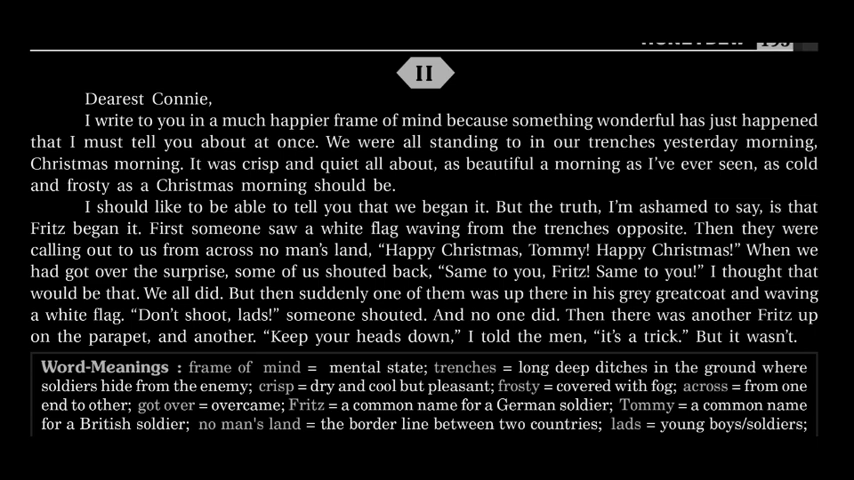 II
Dearest Connie,
I write to you in a much happier frame of mind because something wonderful has just happened
that I must tell you about at once. We were all standing to in our trenches yesterday morning,
Christmas morning. It was crisp and quiet all about, as beautiful a morning as I've ever seen, as cold
and frosty as a Christmas morning should be.
I should like to be able to tell you that we began it. But the truth, I'm ashamed to say, is that
Fritz began it. First someone saw a white flag waving from the trenches opposite. Then they were
calling out to us from across no man's land, “Happy Christmas, Tommy! Happy Christmas!” When we
had got over the surprise, some of us shouted back, “Same to you, Fritz! Same to you!” I thought that
would be that. We all did. But then suddenly one of them was up there in his grey greatcoat and waving
a white flag. “Don't shoot, lads!” someone shouted. And no one did. Then there was another Fritz up
on the parapet, and another. “Keep your heads down,” I told the men, “it's a trick.” But it wasn't.
Word-Meanings : frame of mind = mental state; trenches = long deep ditches in the ground where
soldiers hide from the enemy; crisp = dry and cool but pleasant; frosty = covered with fog; across = from one
end to other; got over = overcame; Fritz = a common name for a German soldier; Tommy = a common name
for a British soldier; no man's land = the border line between two countries; lads = young boys/soldiers;